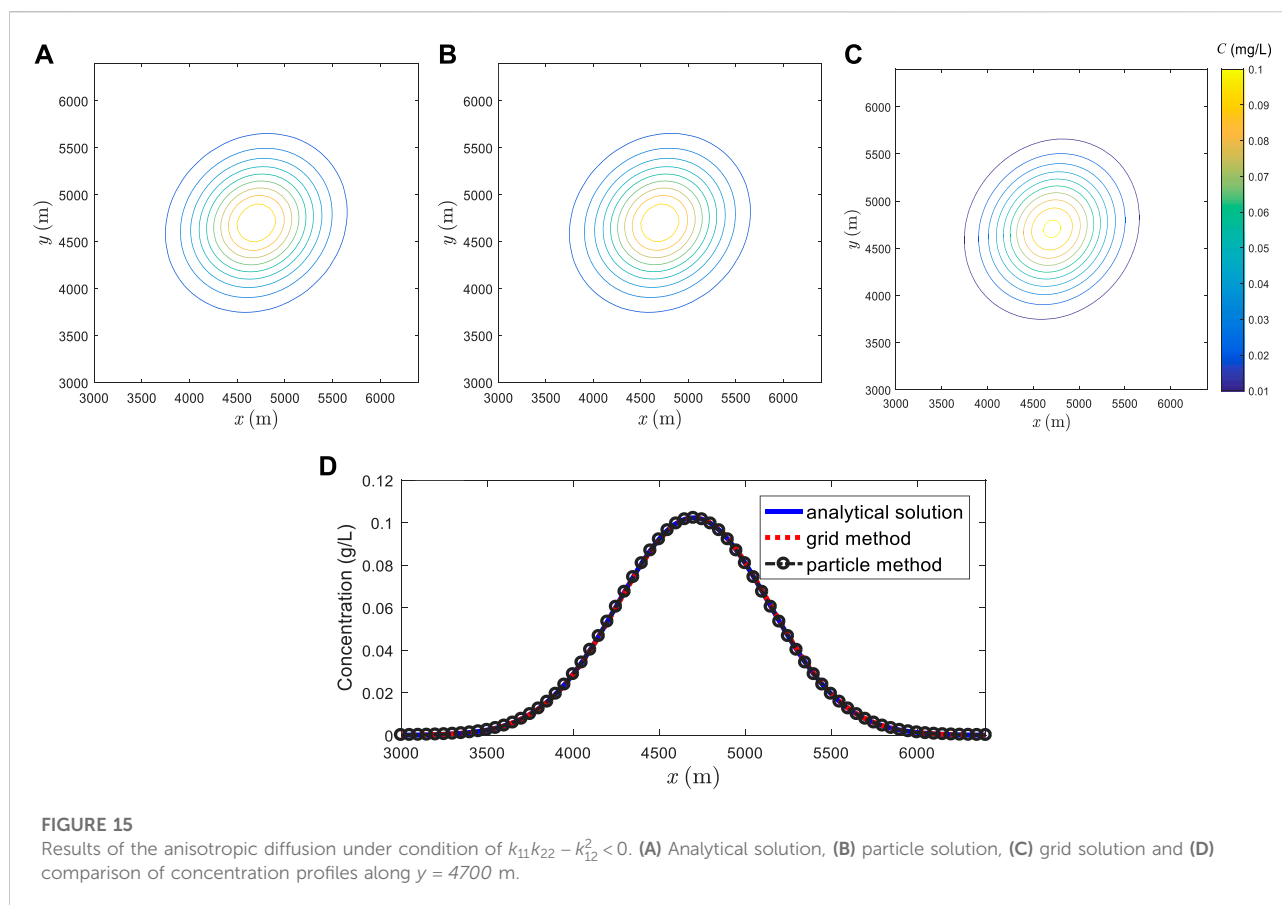 A
6000
5500
5000
4500
4000
3500
3000
y (m)
3000 3500 4000 4500 5000 5500 6000
x (m)
B
6000
5500
5000
4500
4000
3500
3000
y (m)
3000 3500 4000 4500 5000 5500 6000
x (m)
C
6000
5500
5000
4500
4000
3500
3000
y (m)
3000 3500 4000 4500 5000 5500 6000
x (m)
C (mg/L)
0.1
0.09
0.08
0.07
0.06
0.05
0.04
0.03
0.02
0.01
D
0.12
0.1
0.08
0.06
0.04
0.02
0
Concentration (g/L)
3000 3500 4000 4500 5000 5500 6000
x (m)
analytical solution
grid method
particle method
FIGURE 15
Results of the anisotropic diffusion under condition of k₁₁k₂₂ − k₁₂² < 0. (A) Analytical solution, (B) particle solution, (C) grid solution and (D)
comparison of concentration profiles along y = 4700 m.